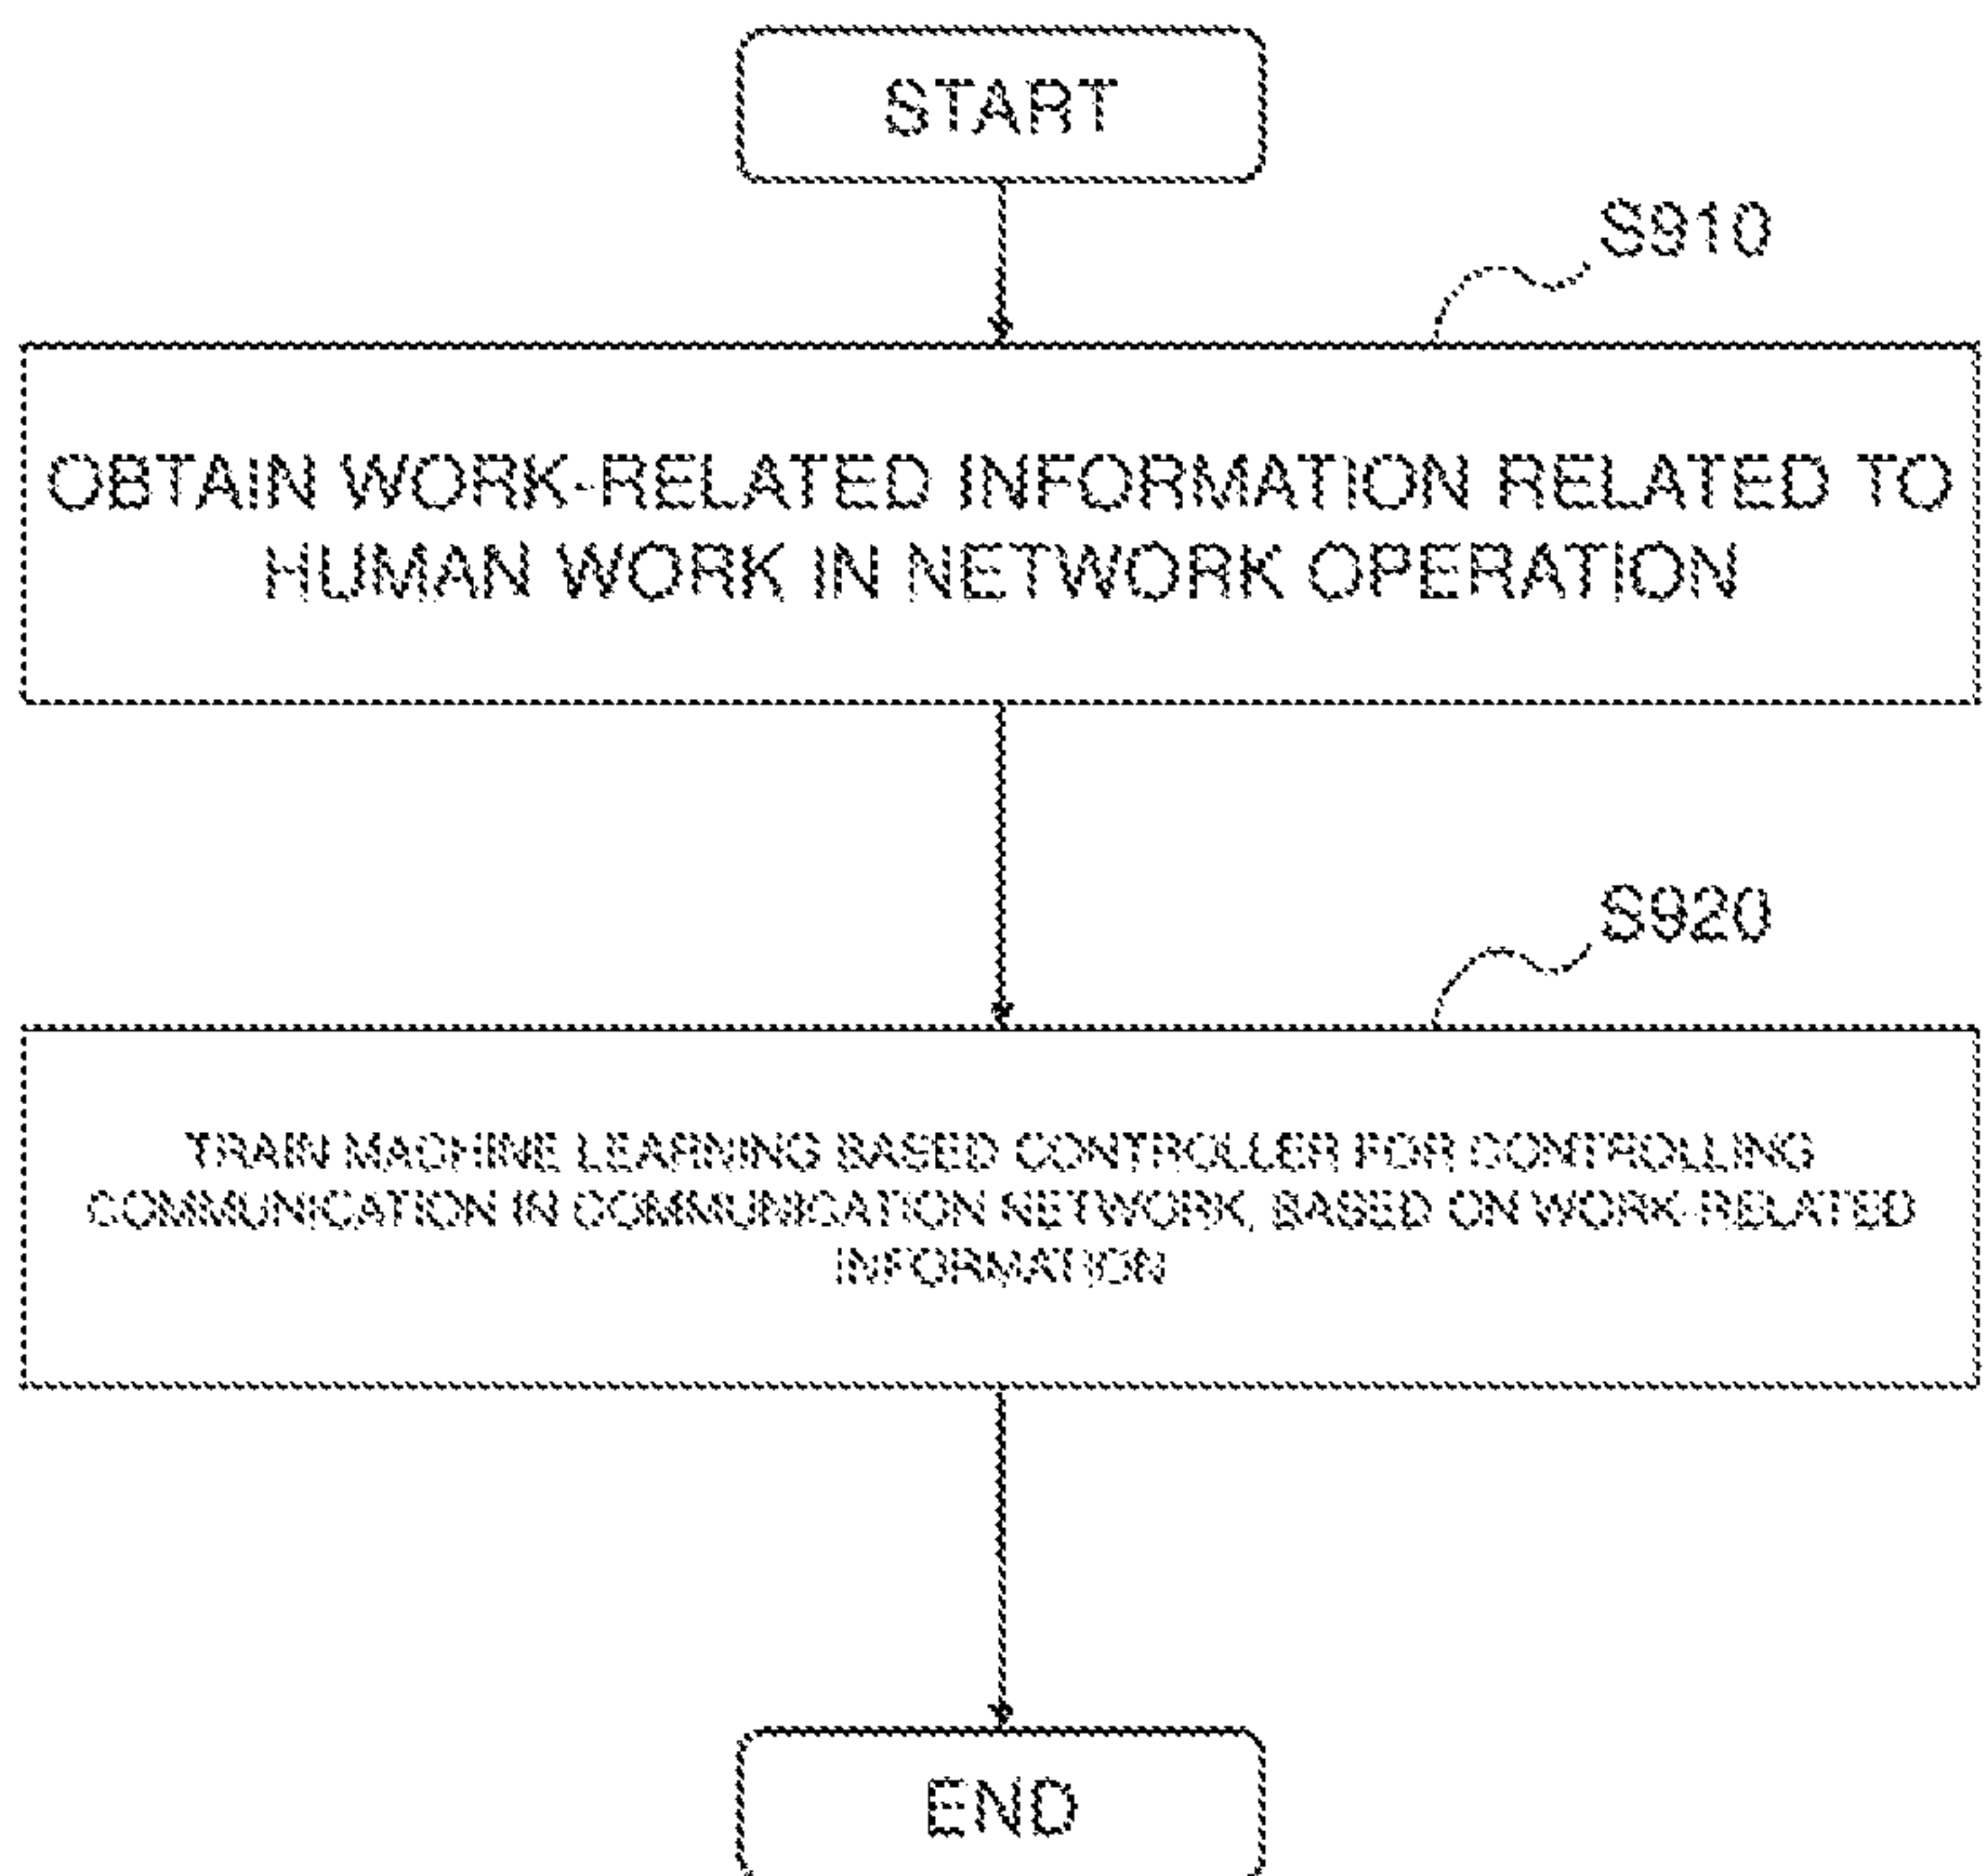 START
S910
OBTAIN WORK-RELATED INFORMATION RELATED TO
HUMAN WORK IN NETWORK OPERATION
S920
TRAIN MACHINE LEARNING BASED CONTROLLER FOR CONTROLLING
COMMUNICATION IN COMMUNICATION NETWORK, BASED ON WORK-RELATED
INFORMATION
END